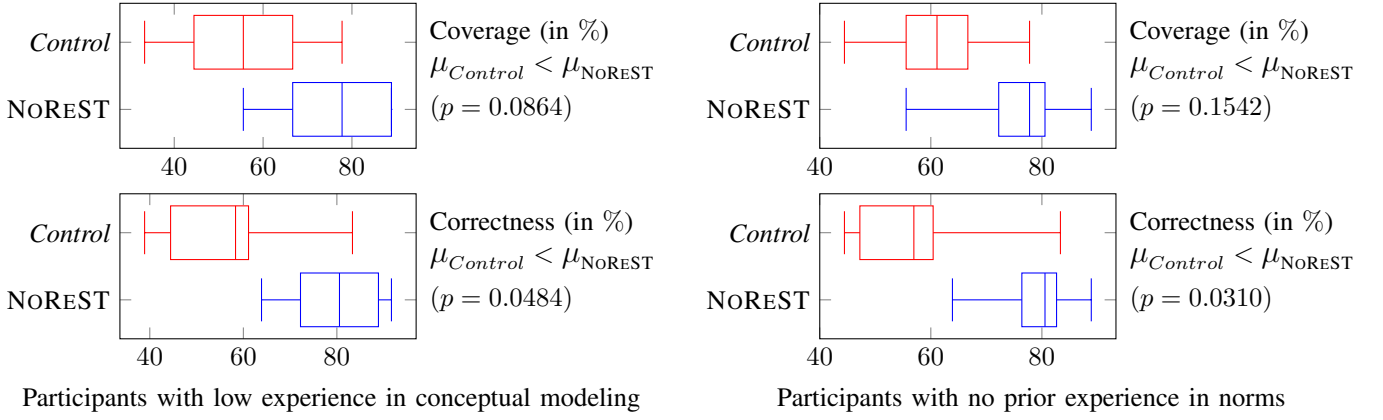 Control
NOREST
40 60 80
Coverage (in %)
μControl < μNOREST
(p = 0.0864)
Control
NOREST
40 60 80
Correctness (in %)
μControl < μNOREST
(p = 0.0484)
Participants with low experience in conceptual modeling
Control
NOREST
40 60 80
Coverage (in %)
μControl < μNOREST
(p = 0.1542)
Control
NOREST
40 60 80
Correctness (in %)
μControl < μNOREST
(p = 0.0310)
Participants with no prior experience in norms